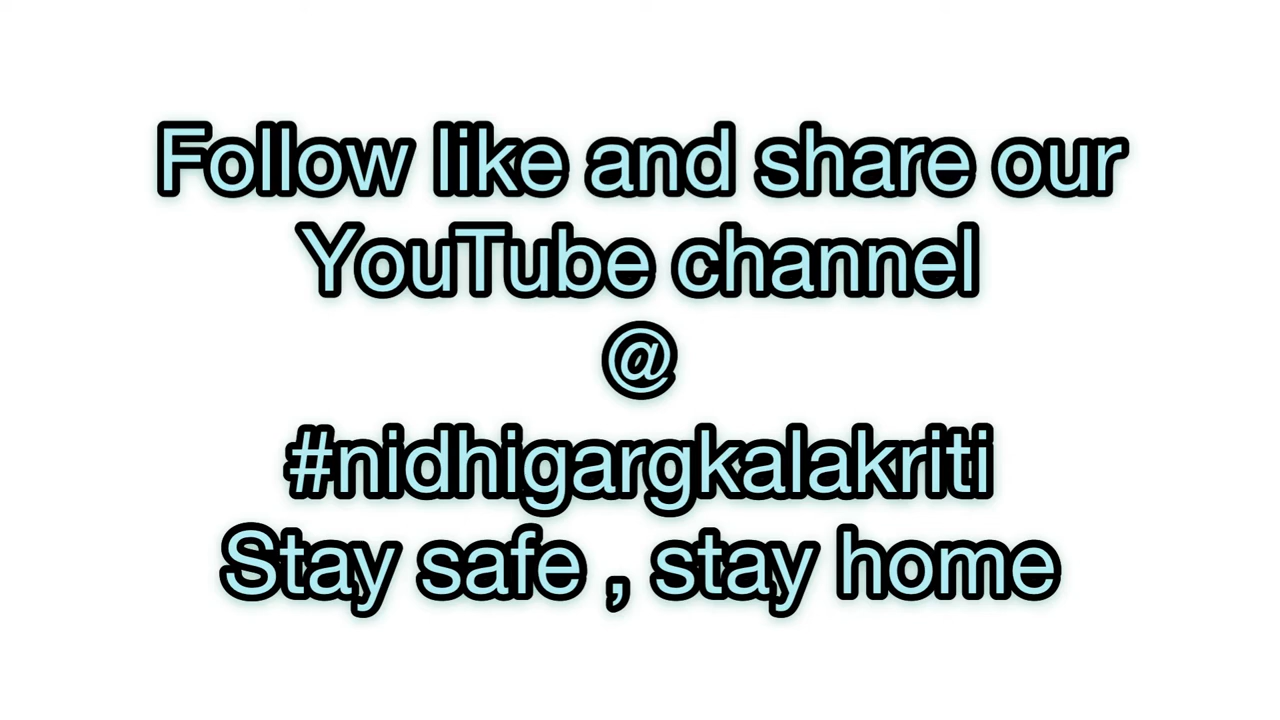 Follow like and share our
YouTube channel
@
#nidhigargkalakriti
Stay safe , stay home